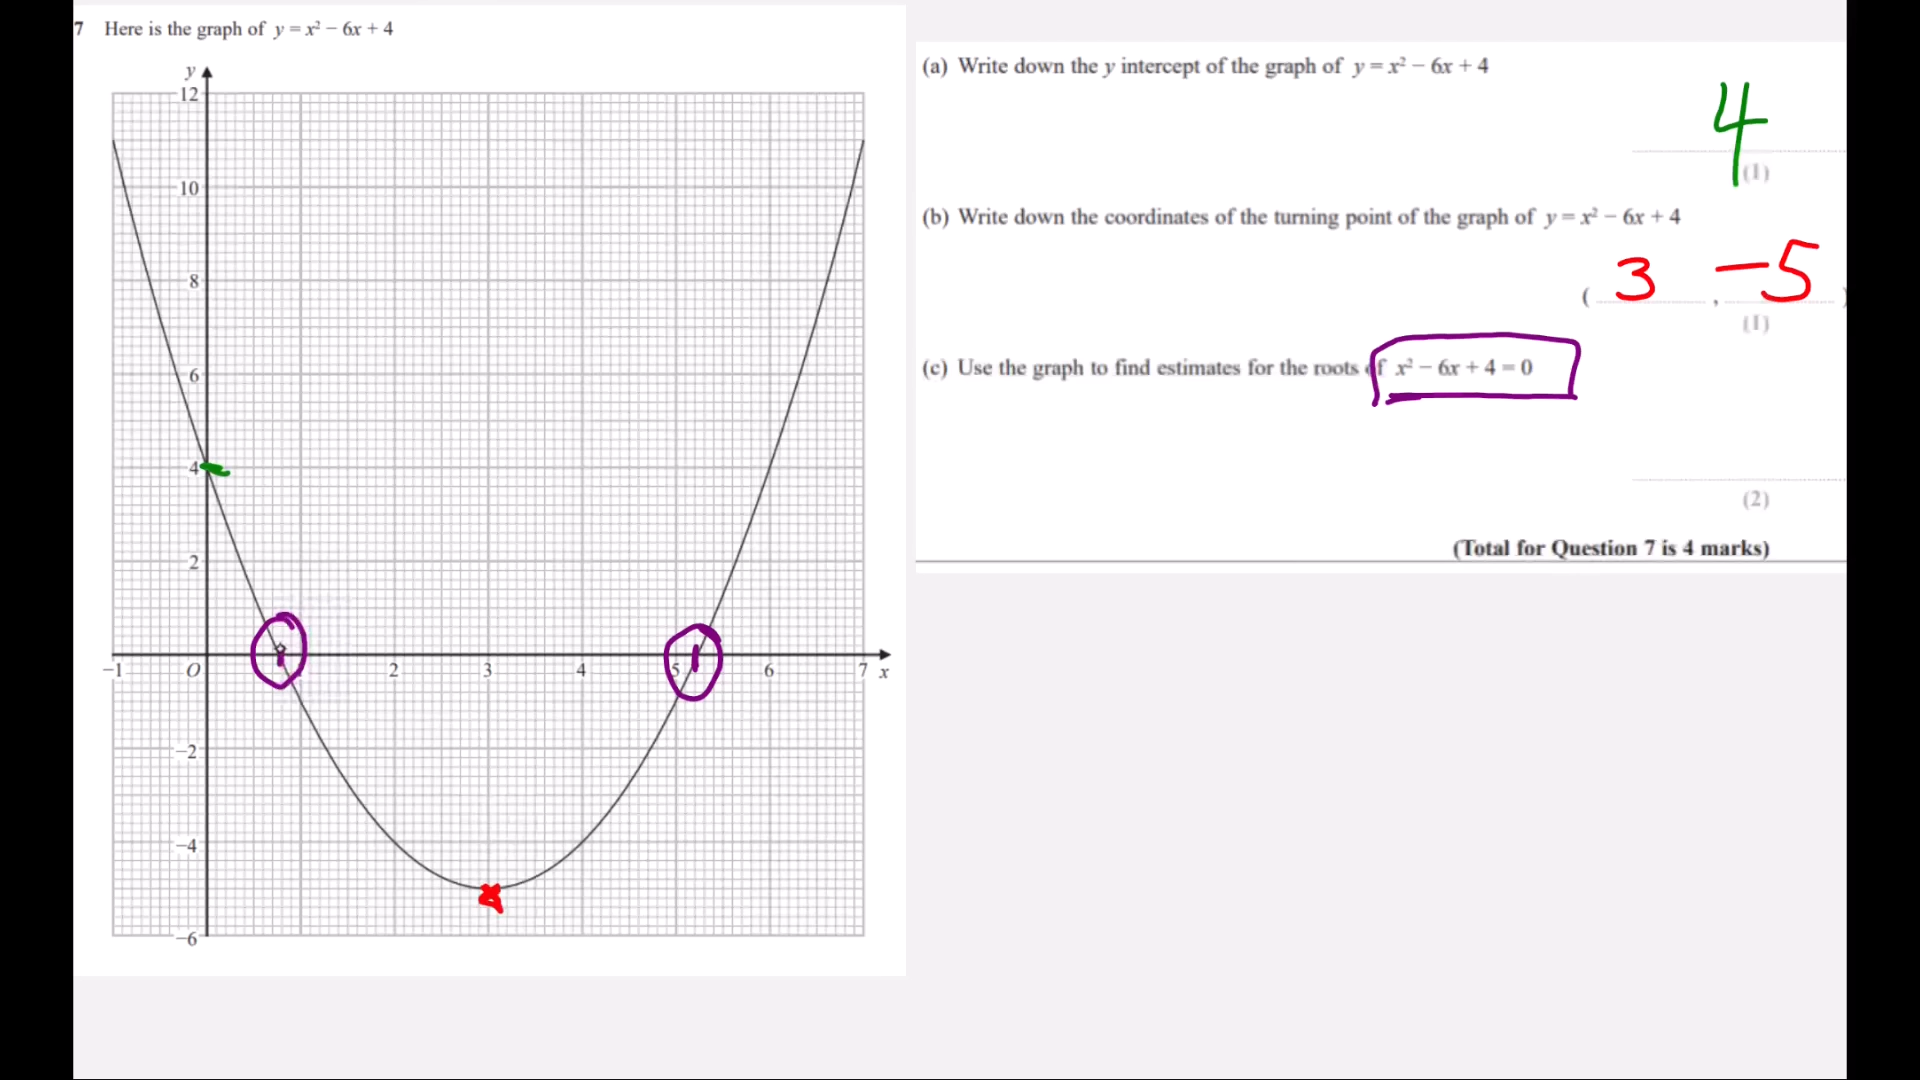 7 Here is the graph of y = x² − 6x + 4
y
12
10
8
6
4
2
−1 O 2 3 4 5 6 7 x
−2
−4
−6
(a) Write down the y intercept of the graph of y = x² − 6x + 4
4
(1)
(b) Write down the coordinates of the turning point of the graph of y = x² − 6x + 4
( 3 , −5 )
(1)
(c) Use the graph to find estimates for the roots of x² − 6x + 4 = 0
(2)
(Total for Question 7 is 4 marks)